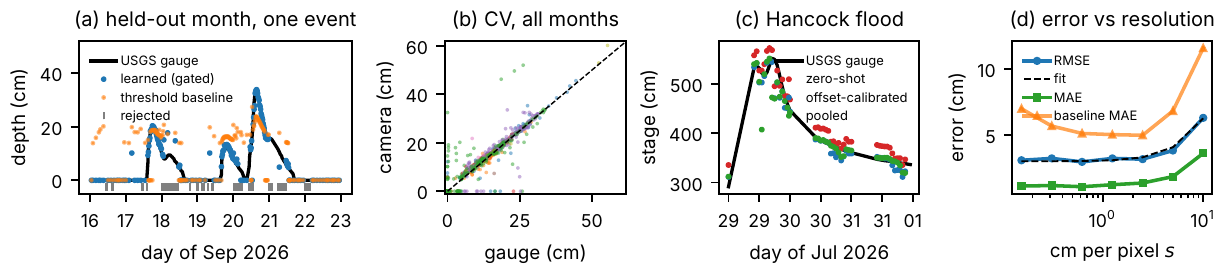 (a) held-out month, one event
depth (cm)
40
20
0
USGS gauge
learned (gated)
threshold baseline
rejected
16 17 18 19 20 21 22 23
day of Sep 2026
(b) CV, all months
camera (cm)
60
40
20
0
0 25 50
gauge (cm)
(c) Hancock flood
stage (cm)
500
400
300
USGS gauge
zero-shot
offset-calibrated
pooled
29 29 30 30 31 31 01
day of Jul 2026
(d) error vs resolution
error (cm)
10
5
RMSE
fit
MAE
baseline MAE
10⁰ 10¹
cm per pixel s